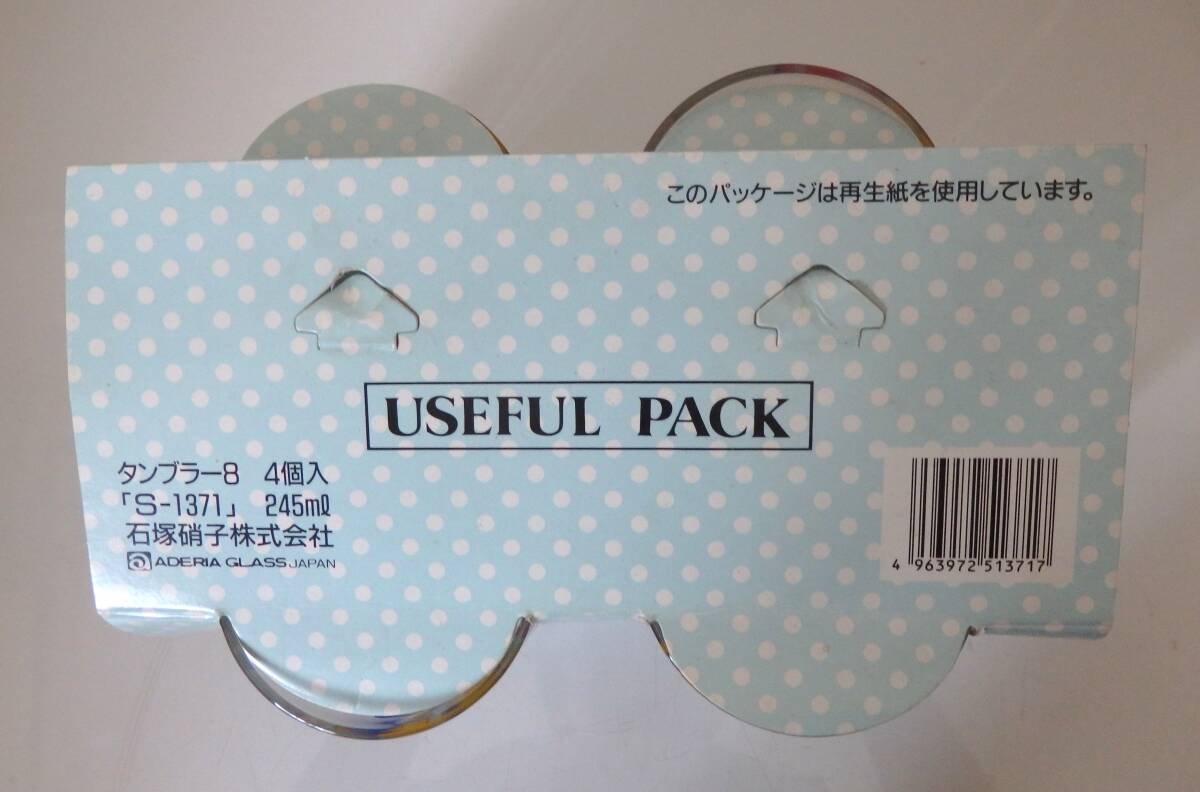 このパッケージは再生紙を使用しています。
USEFUL PACK
タンブラー8 4個入
「S-1371」 245ml
石塚硝子株式会社
ADERIA GLASS JAPAN
4 963972 513717